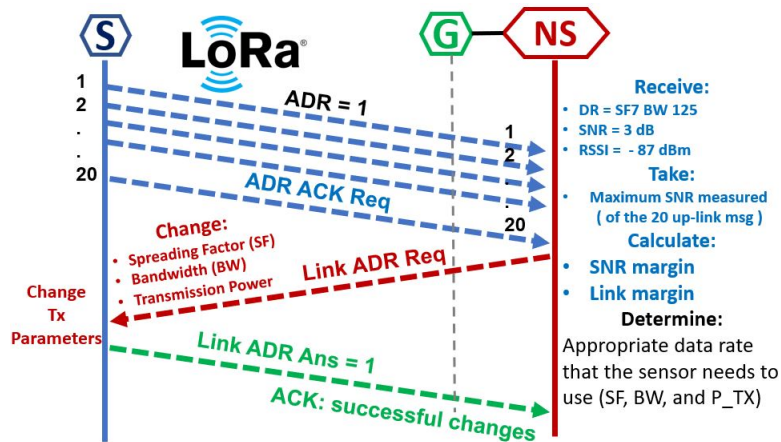 S
LoRa®
G
NS
1
2
.
.
20
ADR = 1
ADR ACK Req
1
2
.
.
20
Receive:
• DR = SF7 BW 125
• SNR = 3 dB
• RSSI = - 87 dBm
Take:
• Maximum SNR measured
( of the 20 up-link msg )
Calculate:
• SNR margin
• Link margin
Determine:
Appropriate data rate
that the sensor needs to
use (SF, BW, and P_TX)
Change:
• Spreading Factor (SF)
• Bandwidth (BW)
• Transmission Power
Link ADR Req
Change
Tx
Parameters
Link ADR Ans = 1
ACK: successful changes